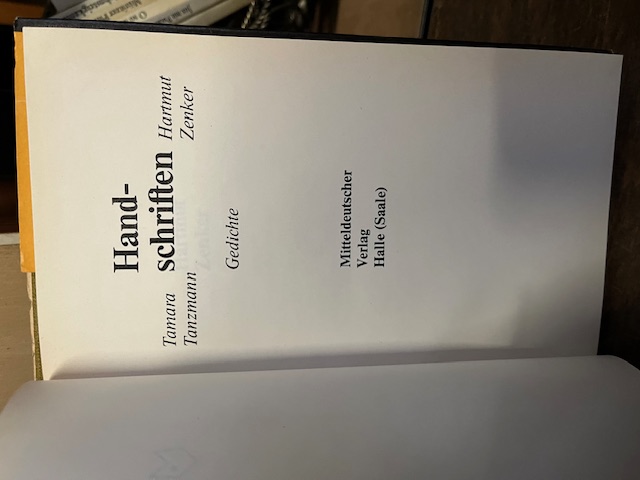 Hand-
schriften
Tamara
Tanzmann
Hartmut
Zenker
Gedichte
Mitteldeutscher
Verlag
Halle (Saale)